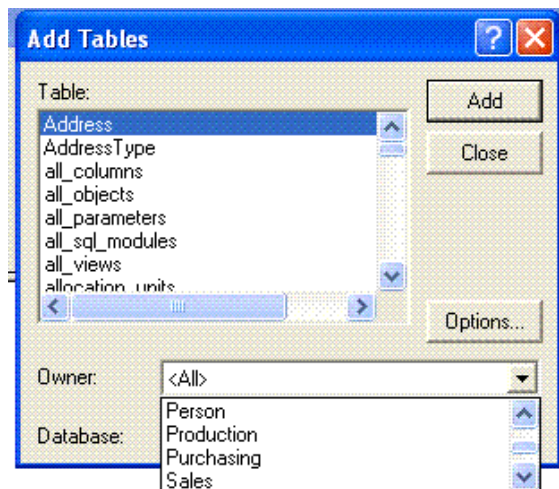 Add Tables
Table:
Address
AddressType
all_columns
all_objects
all_parameters
all_sql_modules
all_views
allocation_units
Add
Close
Options...
Owner:
<All>
Person
Production
Purchasing
Sales
Database: